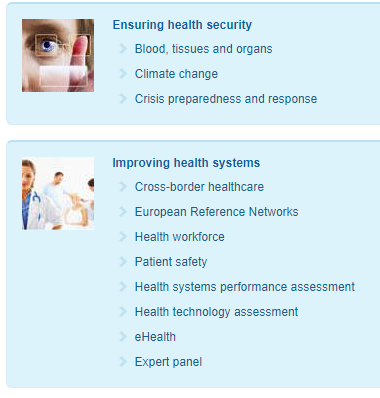 Ensuring health security
Blood, tissues and organs
Climate change
Crisis preparedness and response
Improving health systems
Cross-border healthcare
European Reference Networks
Health workforce
Patient safety
Health systems performance assessment
Health technology assessment
eHealth
Expert panel